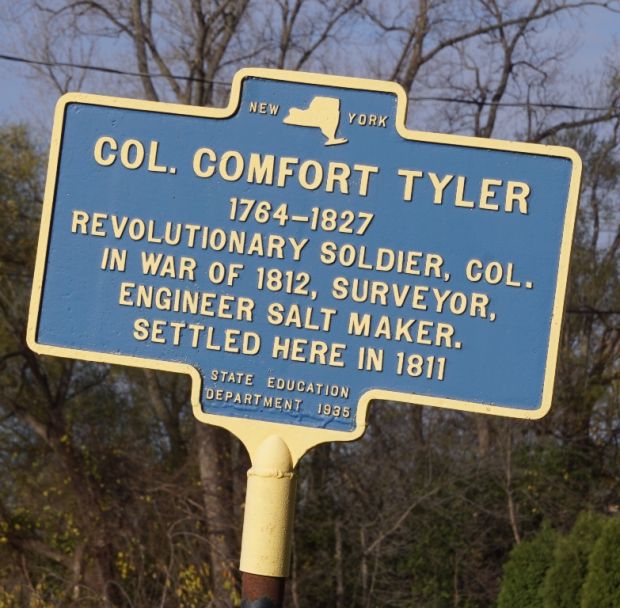 NEW YORK
COL. COMFORT TYLER
1764–1827
REVOLUTIONARY SOLDIER, COL.
IN WAR OF 1812, SURVEYOR,
ENGINEER SALT MAKER.
SETTLED HERE IN 1811
STATE EDUCATION
DEPARTMENT 1935